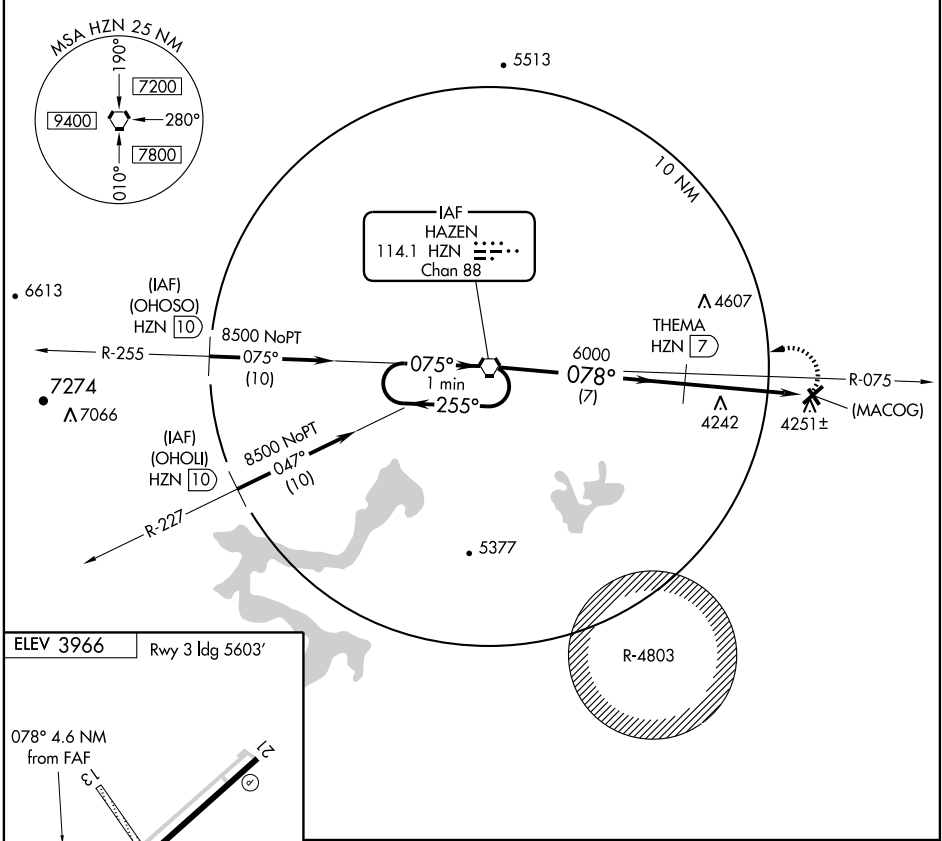 MSA HZN 25 NM
190°
7200
9400
280°
7800
010°
5513
10 NM
IAF
HAZEN
114.1 HZN
Chan 88
6613
(IAF)
(OHOSO)
HZN 10
8500 NoPT
R-255
075°
(10)
075°
1 min
255°
6000
078°
(7)
THEMA
HZN 7
4607
R-075
(MACOG)
4242
4251±
7274
7066
(IAF)
(OHOLI)
HZN 10
8500 NoPT
047°
(10)
R-227
5377
R-4803
ELEV 3966
Rwy 3 ldg 5603'
078° 4.6 NM
from FAF
13
21
P